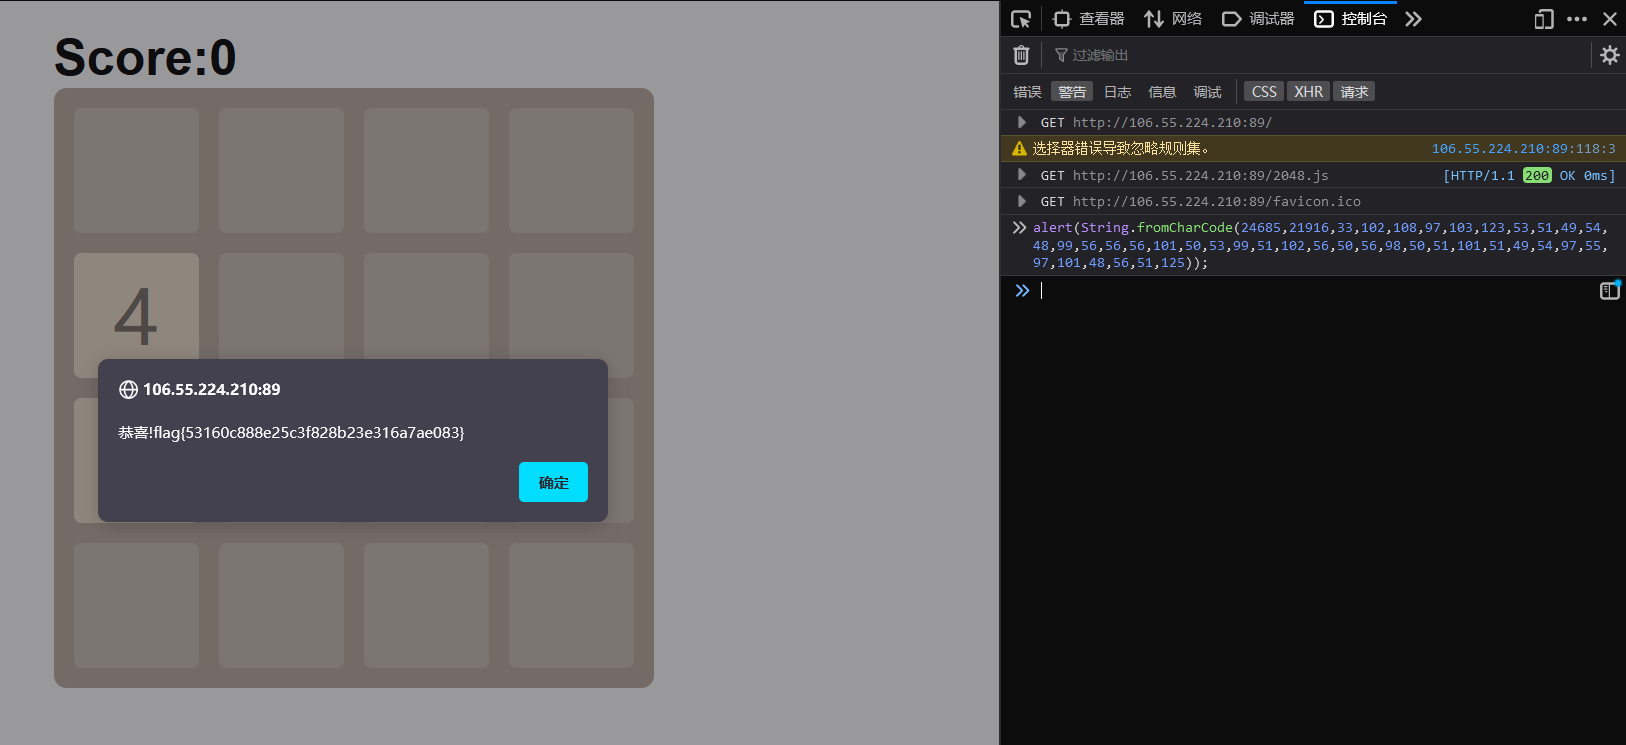 Score:0
4
106.55.224.210:89
恭喜!flag{53160c888e25c3f828b23e316a7ae083}
确定
查看器 网络 调试器 控制台
过滤输出
错误 警告 日志 信息 调试 CSS XHR 请求
GET http://106.55.224.210:89/
选择器错误导致忽略规则集。 106.55.224.210:89:118:3
GET http://106.55.224.210:89/2048.js [HTTP/1.1 200 OK 0ms]
GET http://106.55.224.210:89/favicon.ico
alert(String.fromCharCode(24685,21916,33,102,108,97,103,123,53,51,49,54,
48,99,56,56,56,101,50,53,99,51,102,56,50,56,98,50,51,101,51,49,54,97,55,
97,101,48,56,51,125));